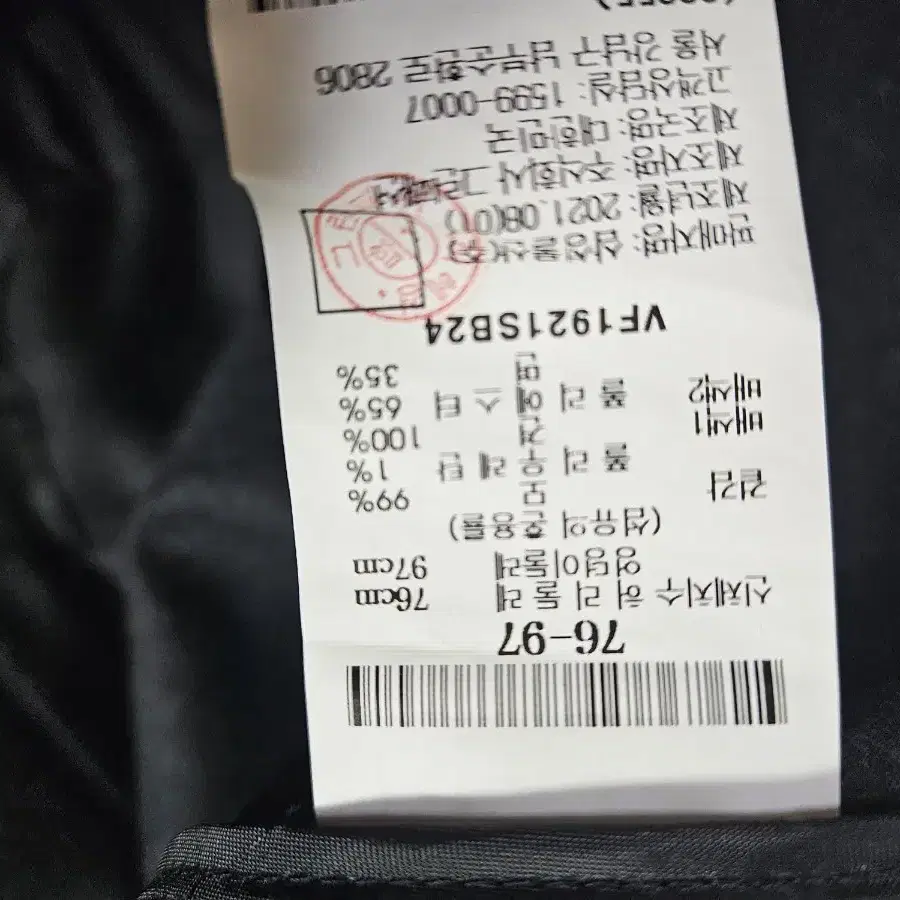 76-97
신체치수 허리둘레 76cm
엉덩이둘레 97cm
(섬유의 혼용률)
겉감 모 99%
폴리우레탄 1%
배색1 견 100%
배색2 폴리에스터 65%
면 35%
VF1921SB24
판매자명: 삼성물산(주)
제조년월: 2021.08(01)
제조자명: 주식회사
제조국명: 대한민국
고객상담실: 1599-0007
서울 강남구 남부순환로 2806